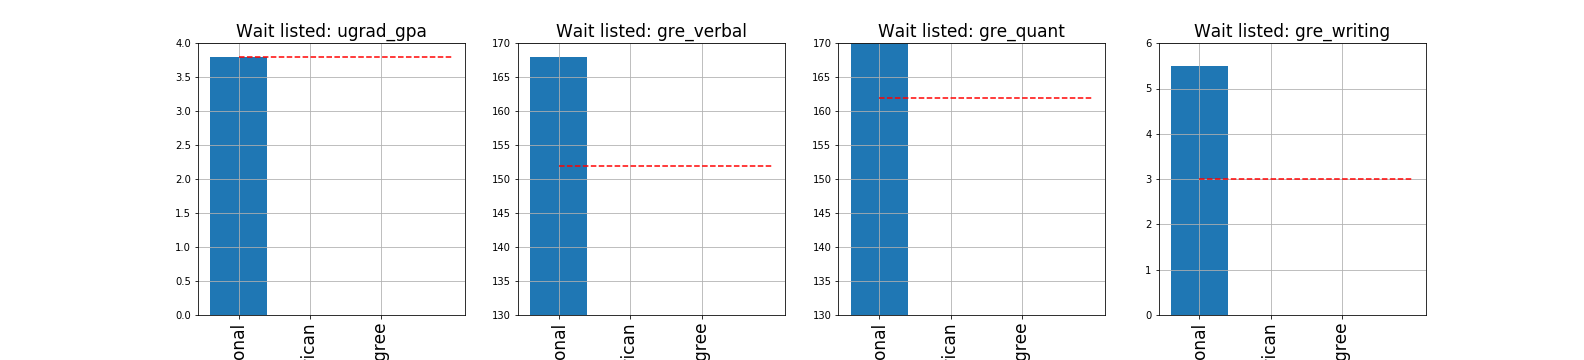 Wait listed: ugrad_gpa
4.0
3.5
3.0
2.5
2.0
1.5
1.0
0.5
0.0
onal
ican
gree
Wait listed: gre_verbal
170
165
160
155
150
145
140
135
130
onal
ican
gree
Wait listed: gre_quant
170
165
160
155
150
145
140
135
130
onal
ican
gree
Wait listed: gre_writing
6
5
4
3
2
1
0
onal
ican
gree